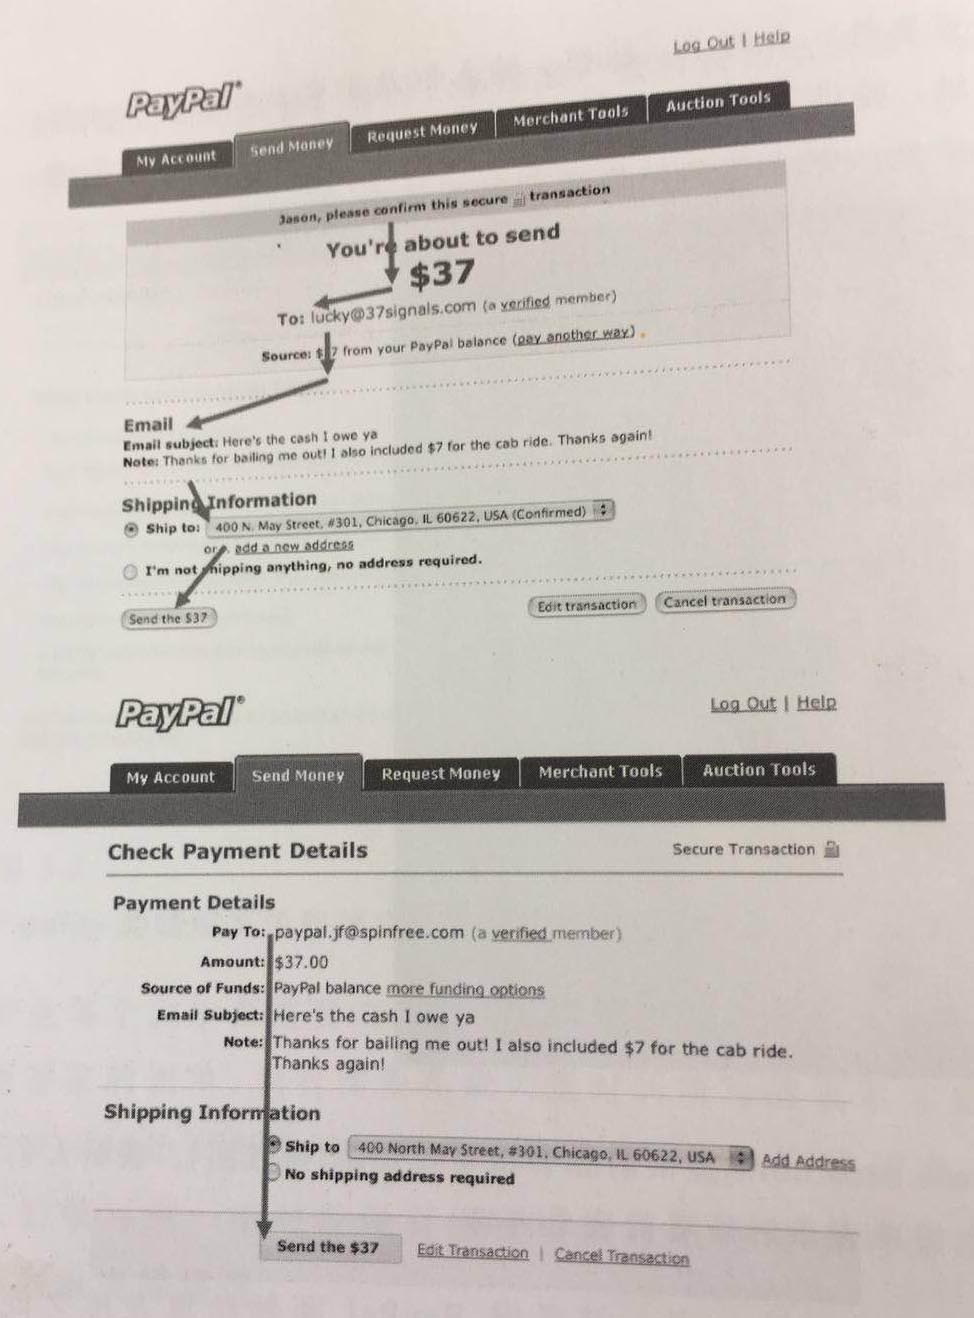 Log Out | Help
PayPal®
My Account Send Money Request Money Merchant Tools Auction Tools
Jason, please confirm this secure transaction
You're about to send
$37
To: lucky@37signals.com (a verified member)
Source: $ 7 from your PayPal balance (pay another way)
Email
Email subject: Here's the cash I owe ya
Note: Thanks for bailing me out! I also included $7 for the cab ride. Thanks again!
Shipping Information
Ship to: 400 N. May Street, #301, Chicago, IL 60622, USA (Confirmed)
or add a new address
I'm not shipping anything, no address required.
Send the $37 Edit transaction Cancel transaction
PayPal®
Log Out | Help
My Account Send Money Request Money Merchant Tools Auction Tools
Check Payment Details Secure Transaction
Payment Details
Pay To: paypal.jf@spinfree.com (a verified member)
Amount: $37.00
Source of Funds: PayPal balance more funding options
Email Subject: Here's the cash I owe ya
Note: Thanks for bailing me out! I also included $7 for the cab ride.
Thanks again!
Shipping Information
Ship to 400 North May Street, #301, Chicago, IL 60622, USA Add Address
No shipping address required
Send the $37 Edit Transaction | Cancel Transaction